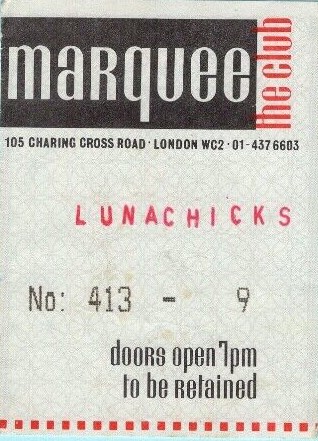 marquee
the club
105 CHARING CROSS ROAD · LONDON WC2 · 01-437 6603
LUNACHICKS
No: 413 - 9
doors open 7pm
to be retained